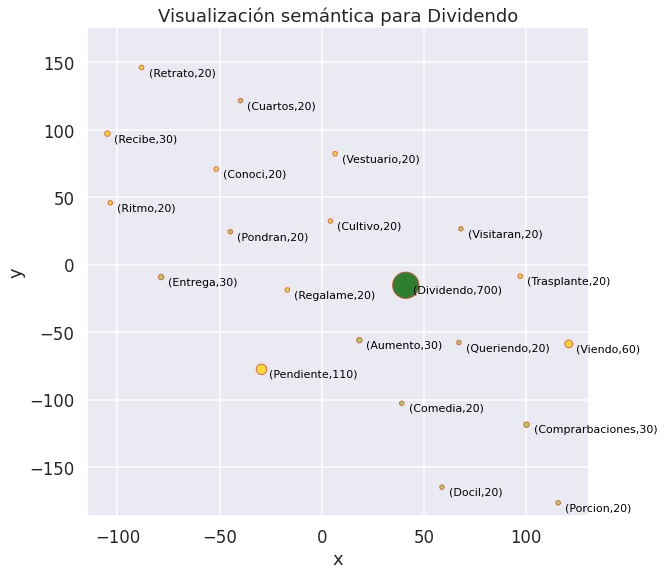 Visualización semántica para Dividendo
y
150
100
50
0
−50
−100
−150
(Retrato,20)
(Cuartos,20)
(Recibe,30)
(Vestuario,20)
(Conoci,20)
(Ritmo,20)
(Cultivo,20)
(Pondran,20)
(Visitaran,20)
(Entrega,30)
(Trasplante,20)
(Dividendo,700)
(Regalame,20)
(Aumento,30)
(Queriendo,20)
(Viendo,60)
(Pendiente,110)
(Comedia,20)
(Comprarbaciones,30)
(Docil,20)
(Porcion,20)
−100
−50
0
50
100
x